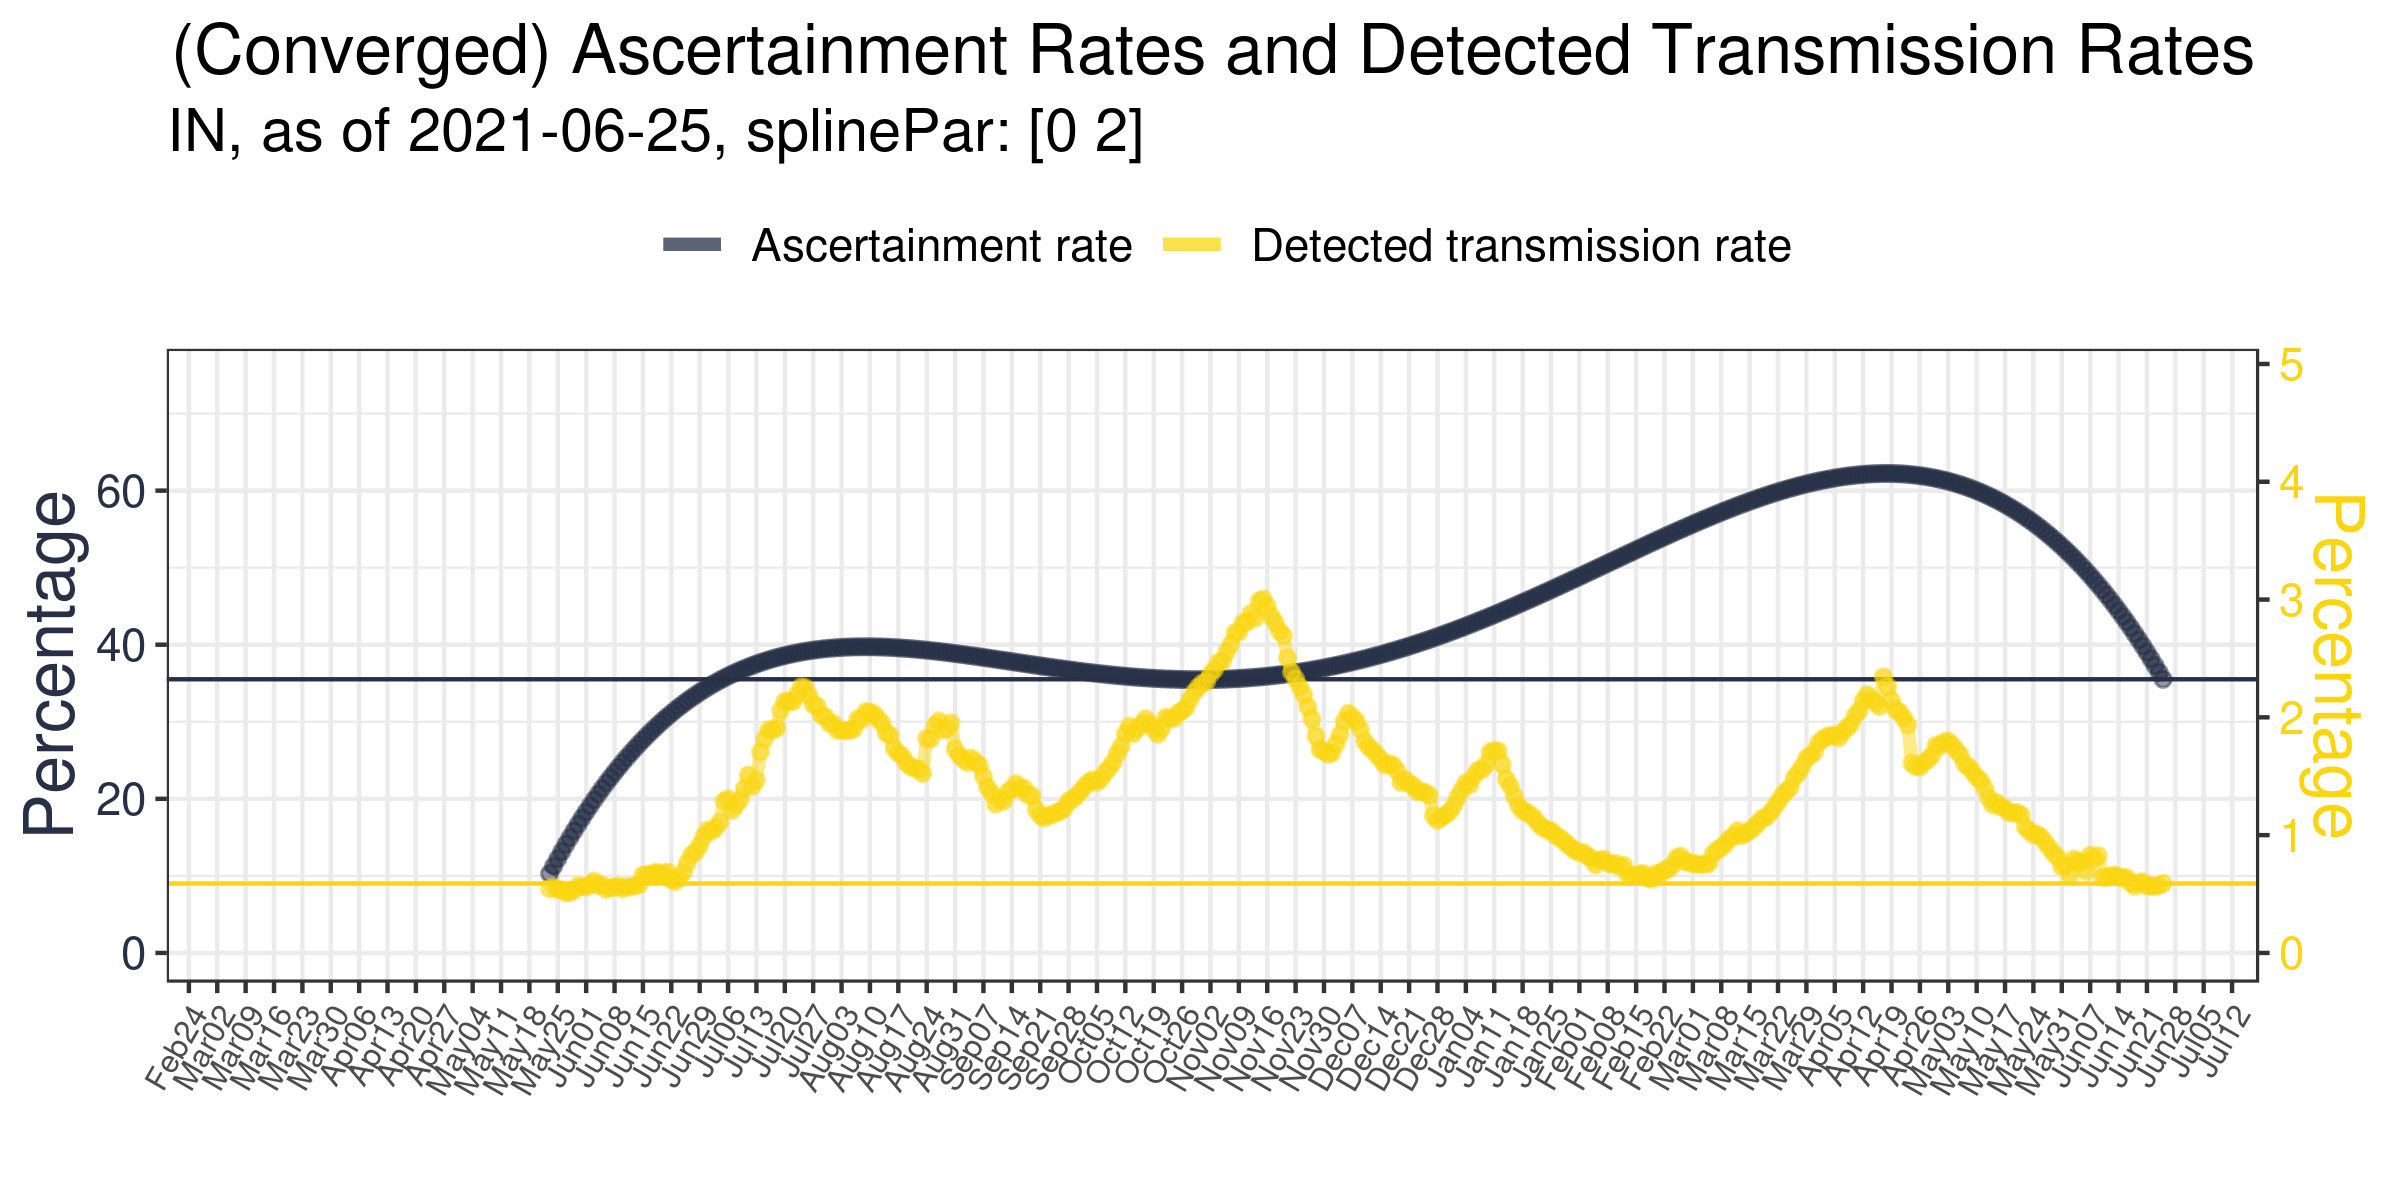 (Converged) Ascertainment Rates and Detected Transmission Rates
IN, as of 2021-06-25, splinePar: [0 2]
Ascertainment rate
Detected transmission rate
Percentage
60
40
20
0
5
4
3
2
1
0
Percentage
Feb24
Mar02
Mar09
Mar16
Mar23
Mar30
Apr06
Apr13
Apr20
Apr27
May04
May11
May18
May25
Jun01
Jun08
Jun15
Jun22
Jun29
Jul06
Jul13
Jul20
Jul27
Aug03
Aug10
Aug17
Aug24
Aug31
Sep07
Sep14
Sep21
Sep28
Oct05
Oct12
Oct19
Oct26
Nov02
Nov09
Nov16
Nov23
Nov30
Dec07
Dec14
Dec21
Dec28
Jan04
Jan11
Jan18
Jan25
Feb01
Feb08
Feb15
Feb22
Mar01
Mar08
Mar15
Mar22
Mar29
Apr05
Apr12
Apr19
Apr26
May03
May10
May17
May24
May31
Jun07
Jun14
Jun21
Jun28
Jul05
Jul12